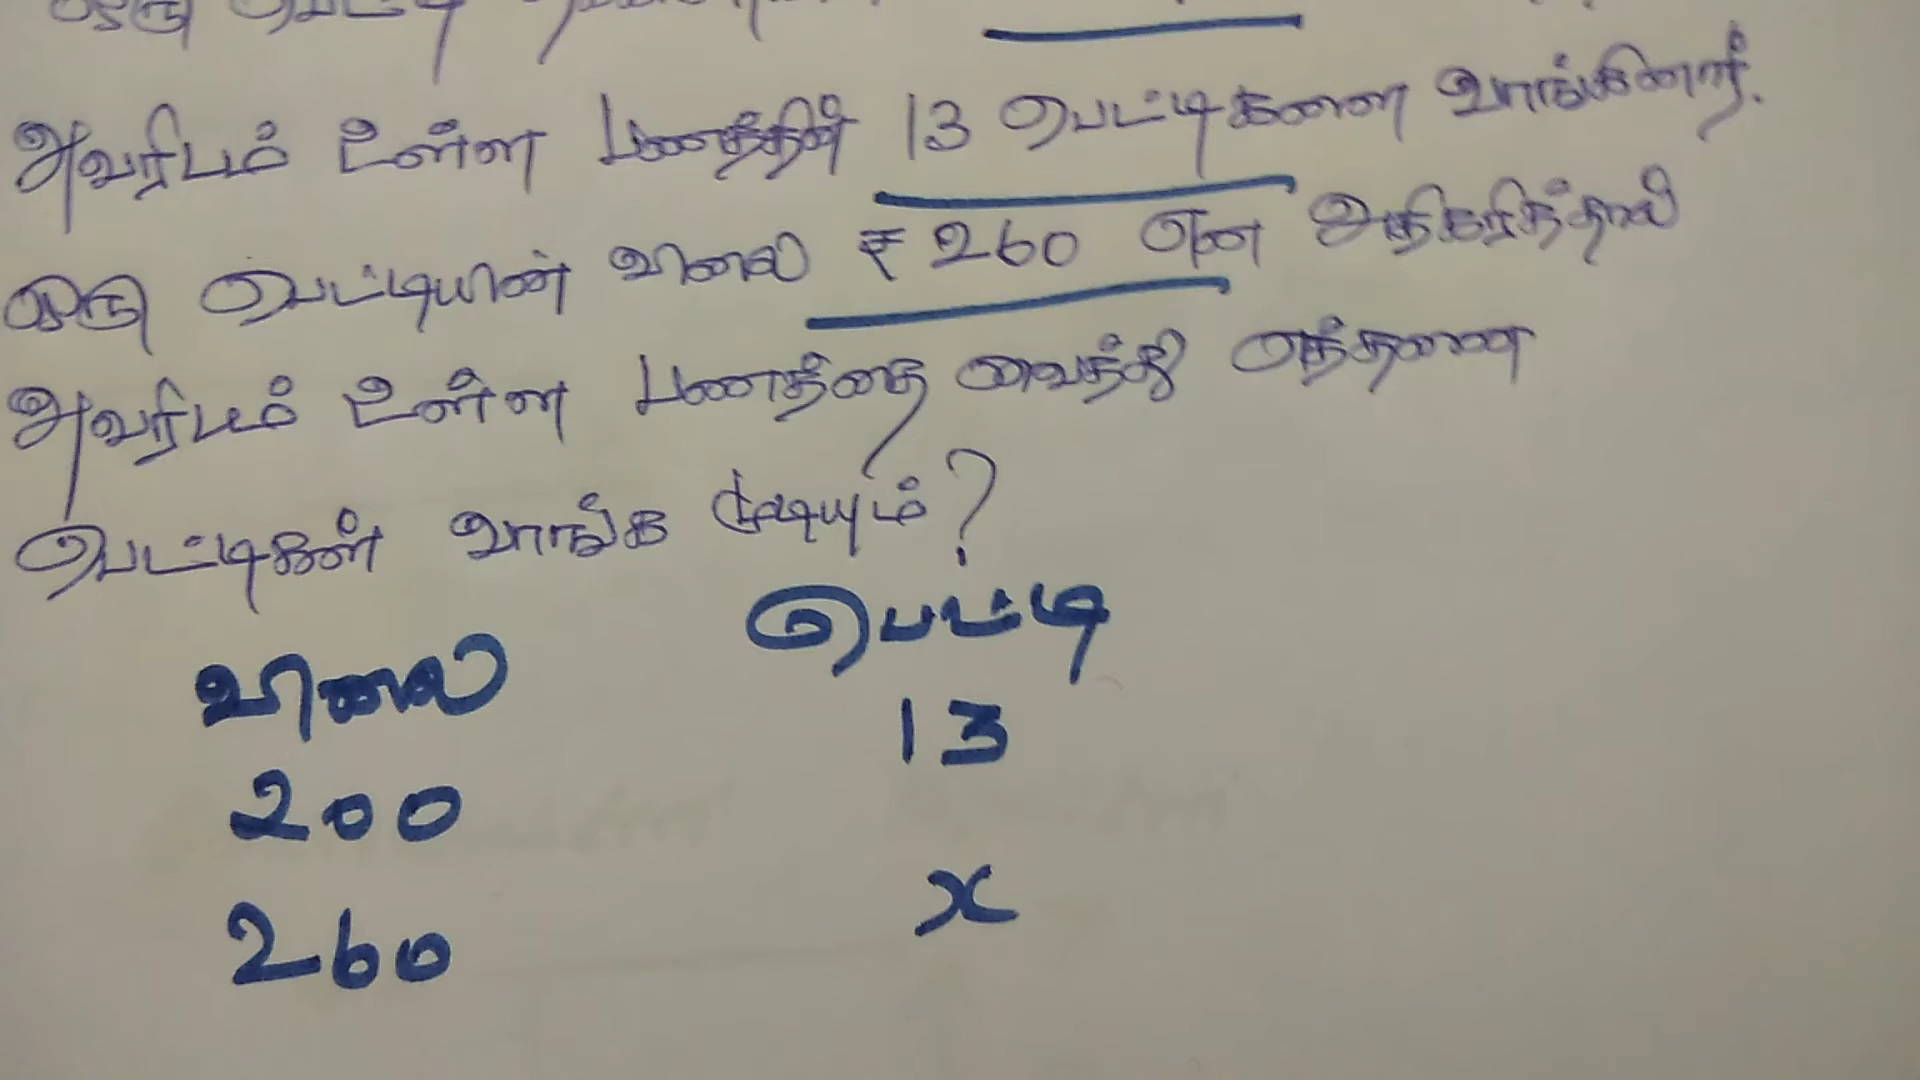 ஒரு பெட்டி
அவரிடம் உள்ள பணத்தின் 13 பெட்டிகளை வாங்கினார்.
ஒரு பெட்டியின் விலை ₹ 260 என அதிகரித்தால்
அவரிடம் உள்ள பணத்தை வைத்து எத்தனை
பெட்டிகள் வாங்க முடியும்?
விலை பெட்டி
200 13
260 x